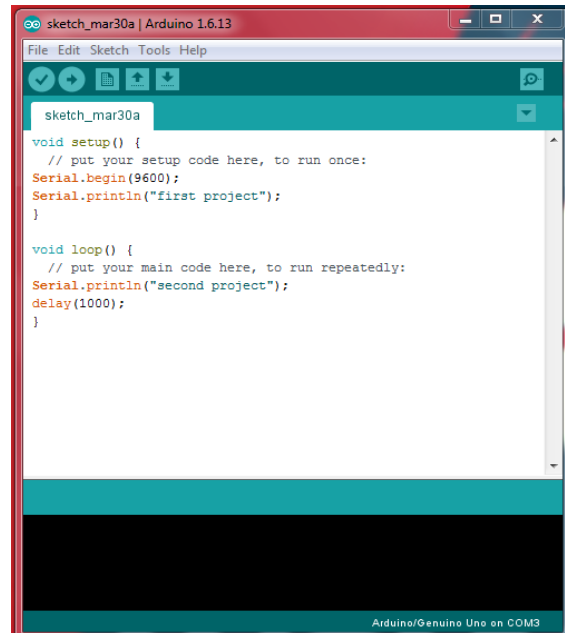 sketch_mar30a | Arduino 1.6.13
File Edit Sketch Tools Help
sketch_mar30a
void setup() {
  // put your setup code here, to run once:
Serial.begin(9600);
Serial.println("first project");
}

void loop() {
  // put your main code here, to run repeatedly:
Serial.println("second project");
delay(1000);
}
Arduino/Genuino Uno on COM3